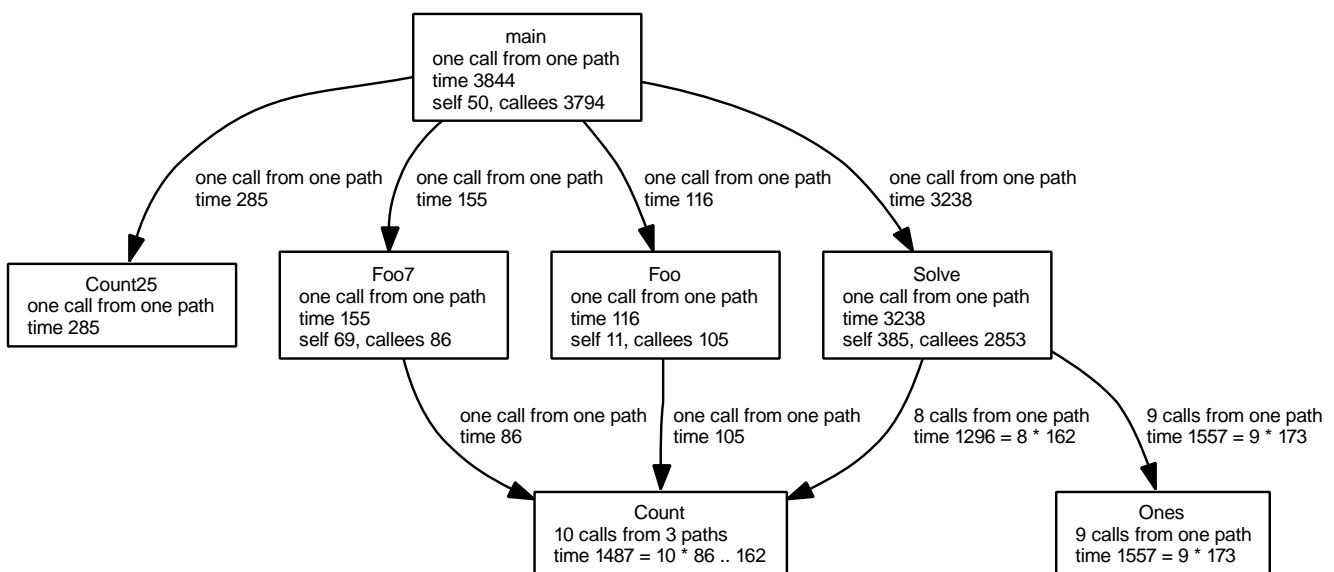 main
one call from one path
time 3844
self 50, callees 3794
one call from one path
time 285
one call from one path
time 155
one call from one path
time 116
one call from one path
time 3238
Count25
one call from one path
time 285
Foo7
one call from one path
time 155
self 69, callees 86
Foo
one call from one path
time 116
self 11, callees 105
Solve
one call from one path
time 3238
self 385, callees 2853
one call from one path
time 86
one call from one path
time 105
8 calls from one path
time 1296 = 8 * 162
9 calls from one path
time 1557 = 9 * 173
Count
10 calls from 3 paths
time 1487 = 10 * 86 .. 162
Ones
9 calls from one path
time 1557 = 9 * 173